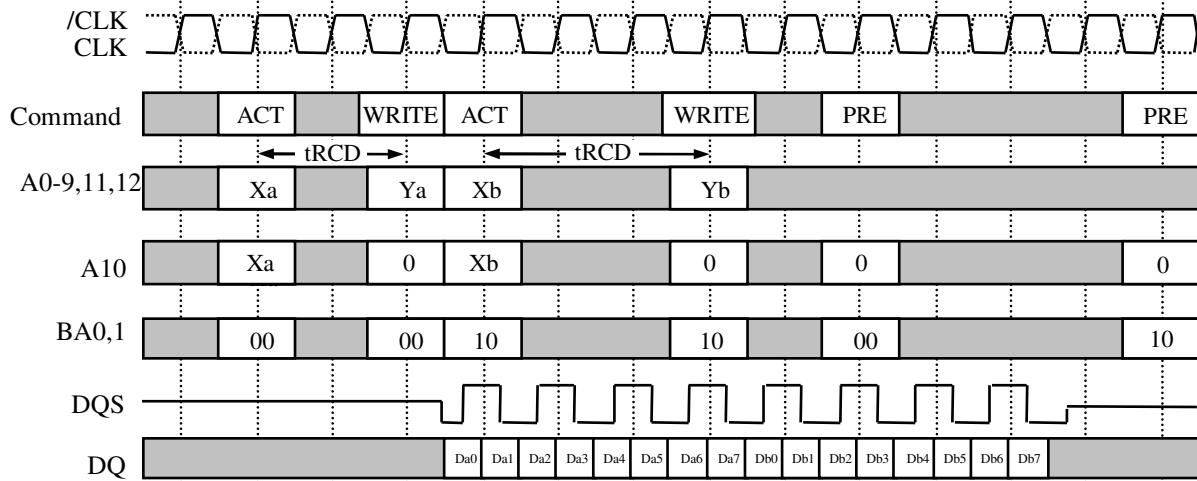 /CLK
CLK
Command ACT WRITE ACT WRITE PRE PRE
tRCD tRCD
A0-9,11,12 Xa Ya Xb Yb
A10 Xa 0 Xb 0 0 0
BA0,1 00 00 10 10 00 10
DQS
DQ Da0 Da1 Da2 Da3 Da4 Da5 Da6 Da7 Db0 Db1 Db2 Db3 Db4 Db5 Db6 Db7